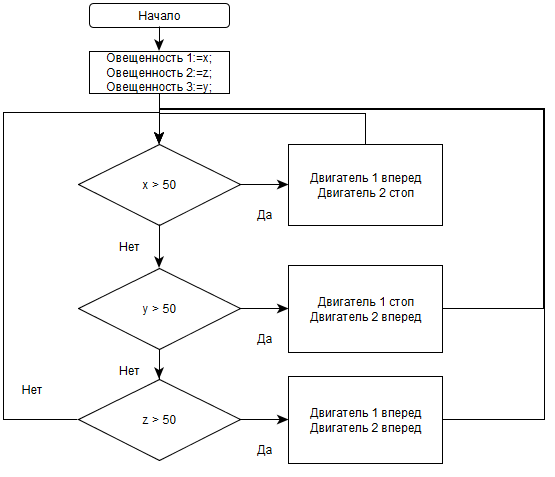 Начало
Овещенность 1:=x;
Овещенность 2:=z;
Овещенность 3:=y;
x > 50
Двигатель 1 вперед
Двигатель 2 стоп
Да
Нет
y > 50
Двигатель 1 стоп
Двигатель 2 вперед
Да
Нет
Нет
z > 50
Двигатель 1 вперед
Двигатель 2 вперед
Да